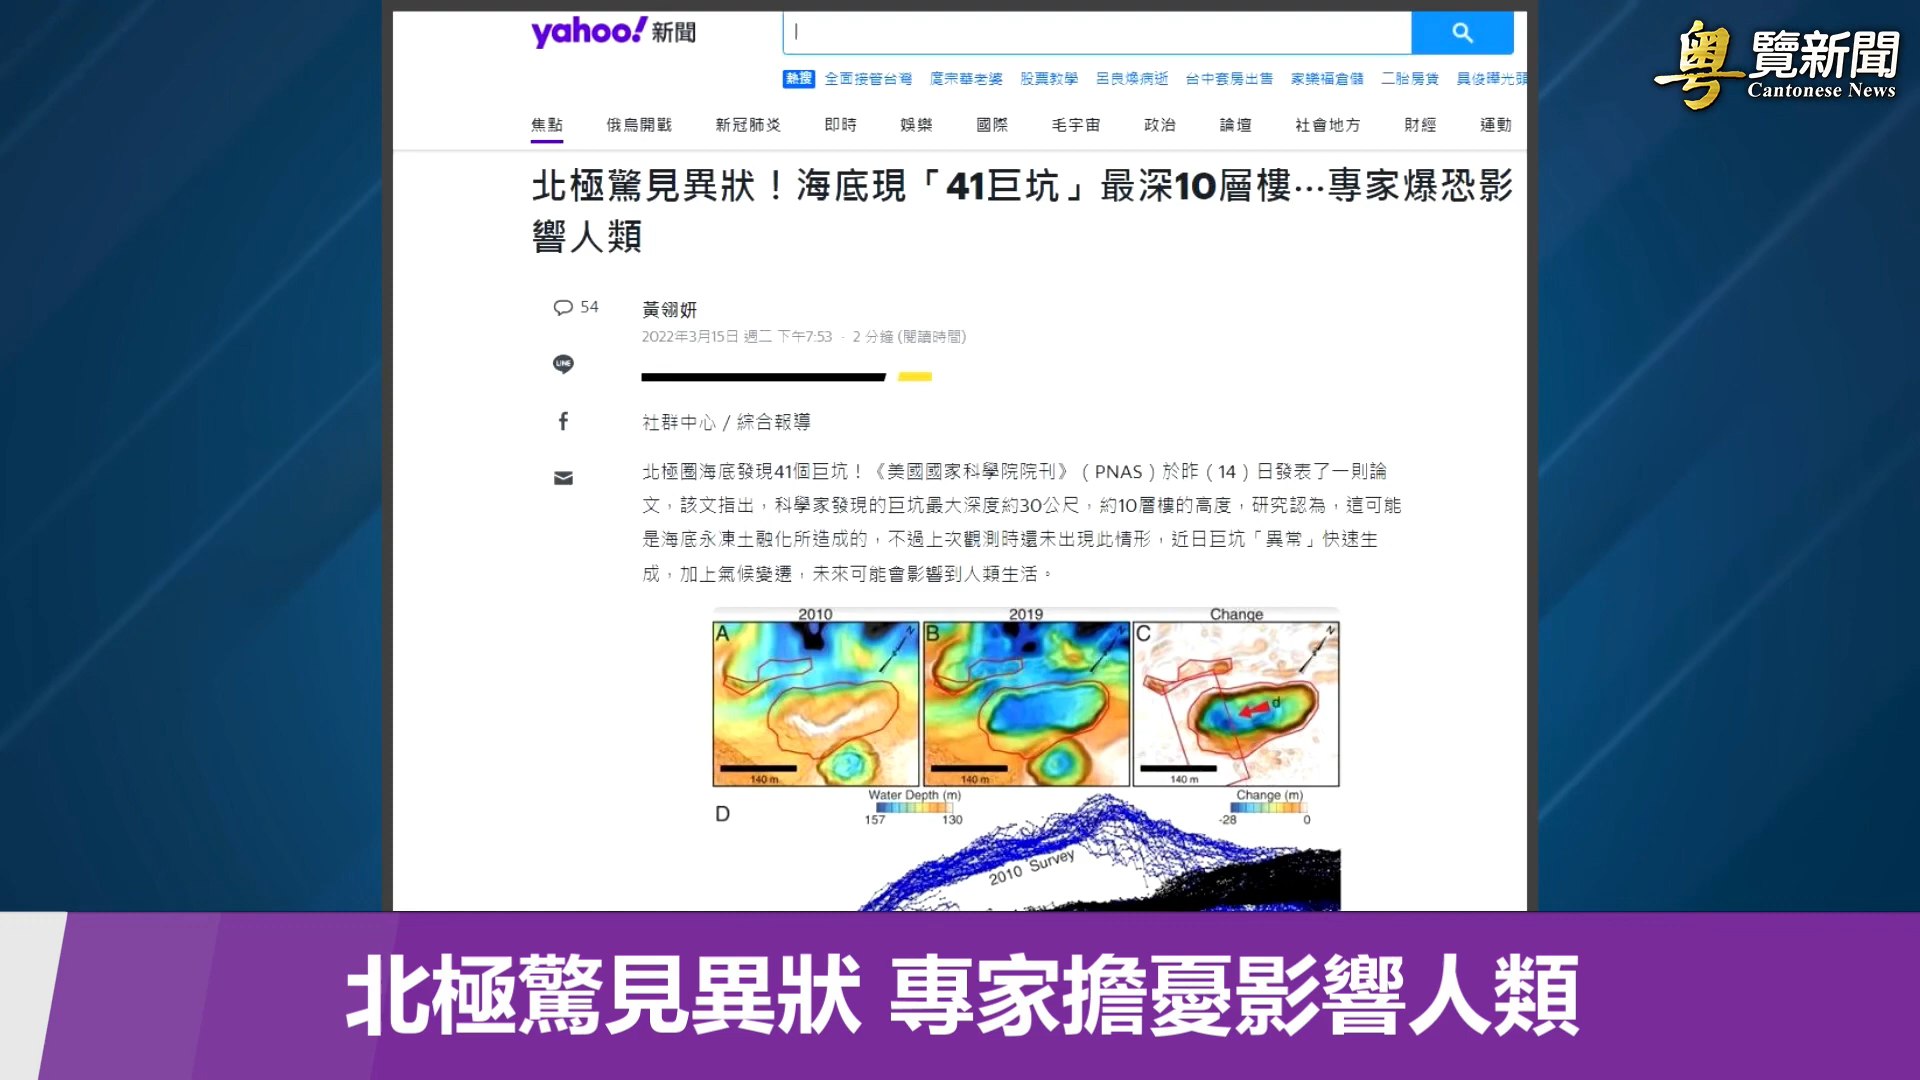 yahoo!新聞
粵覽新聞
Cantonese News
熱搜 全面接管台灣 庹宗華老婆 股票教學 呂良煥病逝 台中套房出售 家樂福倉儲 二胎房貸 具俊曄光頭
焦點 俄烏開戰 新冠肺炎 即時 娛樂 國際 毛宇宙 政治 論壇 社會地方 財經 運動
北極驚見異狀！海底現「41巨坑」最深10層樓…專家爆恐影
響人類
54
黃翎妍
2022年3月15日 週二 下午7:53 · 2 分鐘 (閱讀時間)
LINE
社群中心 / 綜合報導
北極圈海底發現41個巨坑！《美國國家科學院院刊》（PNAS）於昨（14）日發表了一則論
文，該文指出，科學家發現的巨坑最大深度約30公尺，約10層樓的高度，研究認為，這可能
是海底永凍土融化所造成的，不過上次觀測時還未出現此情形，近日巨坑「異常」快速生
成，加上氣候變遷，未來可能會影響到人類生活。
2010 2019 Change
A N B N C N
d
140 m 140 m 140 m
Water Depth (m) Change (m)
157 130 -28 0
D
2010 Survey
北極驚見異狀 專家擔憂影響人類